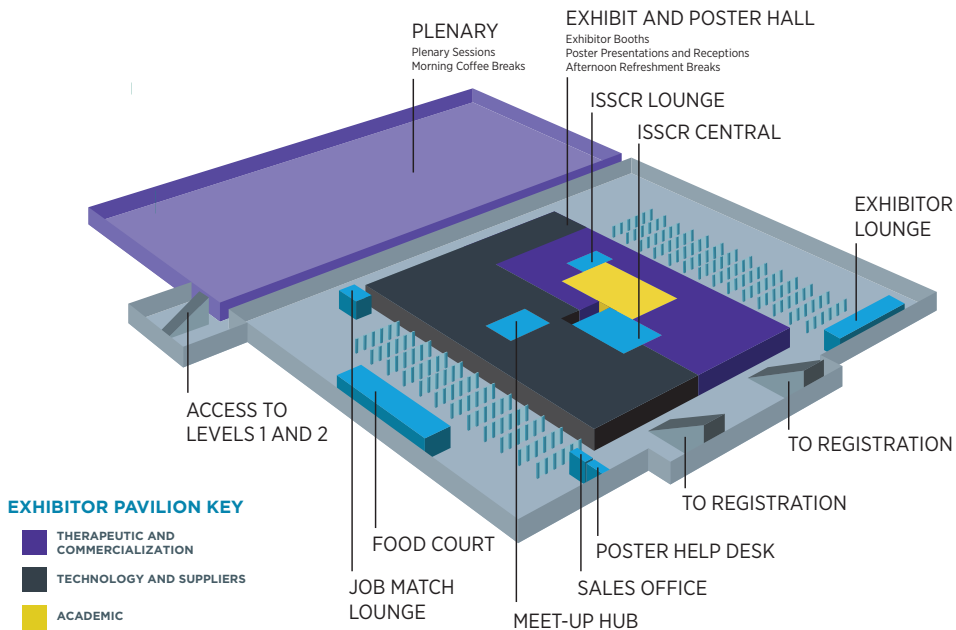 PLENARY
Plenary Sessions
Morning Coffee Breaks
EXHIBIT AND POSTER HALL
Exhibitor Booths
Poster Presentations and Receptions
Afternoon Refreshment Breaks
ISSCR LOUNGE
ISSCR CENTRAL
EXHIBITOR
LOUNGE
ACCESS TO
LEVELS 1 AND 2
TO REGISTRATION
TO REGISTRATION
EXHIBITOR PAVILION KEY
THERAPEUTIC AND
COMMERCIALIZATION
TECHNOLOGY AND SUPPLIERS
ACADEMIC
FOOD COURT
JOB MATCH
LOUNGE
POSTER HELP DESK
SALES OFFICE
MEET-UP HUB